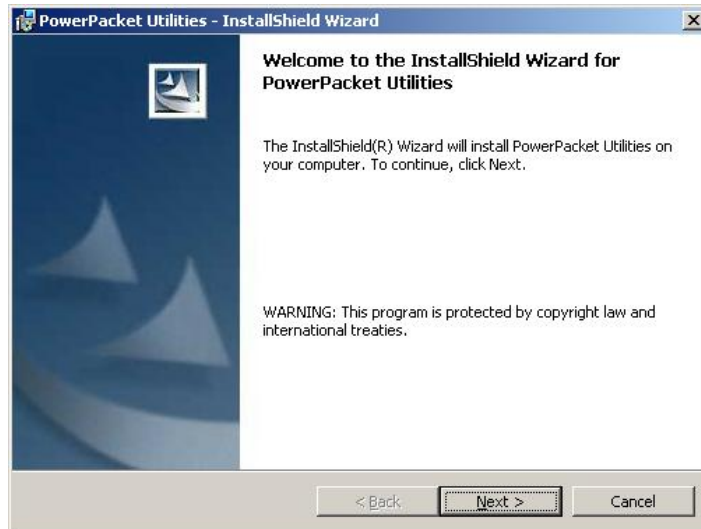 PowerPacket Utilities - InstallShield Wizard
Welcome to the InstallShield Wizard for
PowerPacket Utilities
The InstallShield(R) Wizard will install PowerPacket Utilities on
your computer. To continue, click Next.
WARNING: This program is protected by copyright law and
international treaties.
< Back
Next >
Cancel